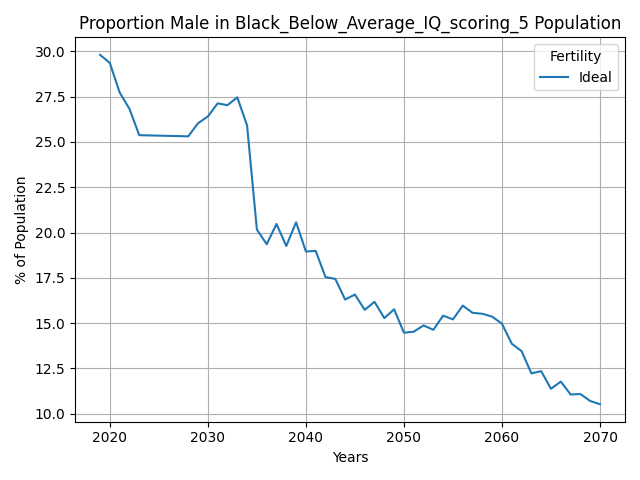 Proportion Male in Black_Below_Average_IQ_scoring_5 Population
Fertility
Ideal
30.0
27.5
25.0
22.5
20.0
17.5
15.0
12.5
10.0
% of Population
2020 2030 2040 2050 2060 2070
Years